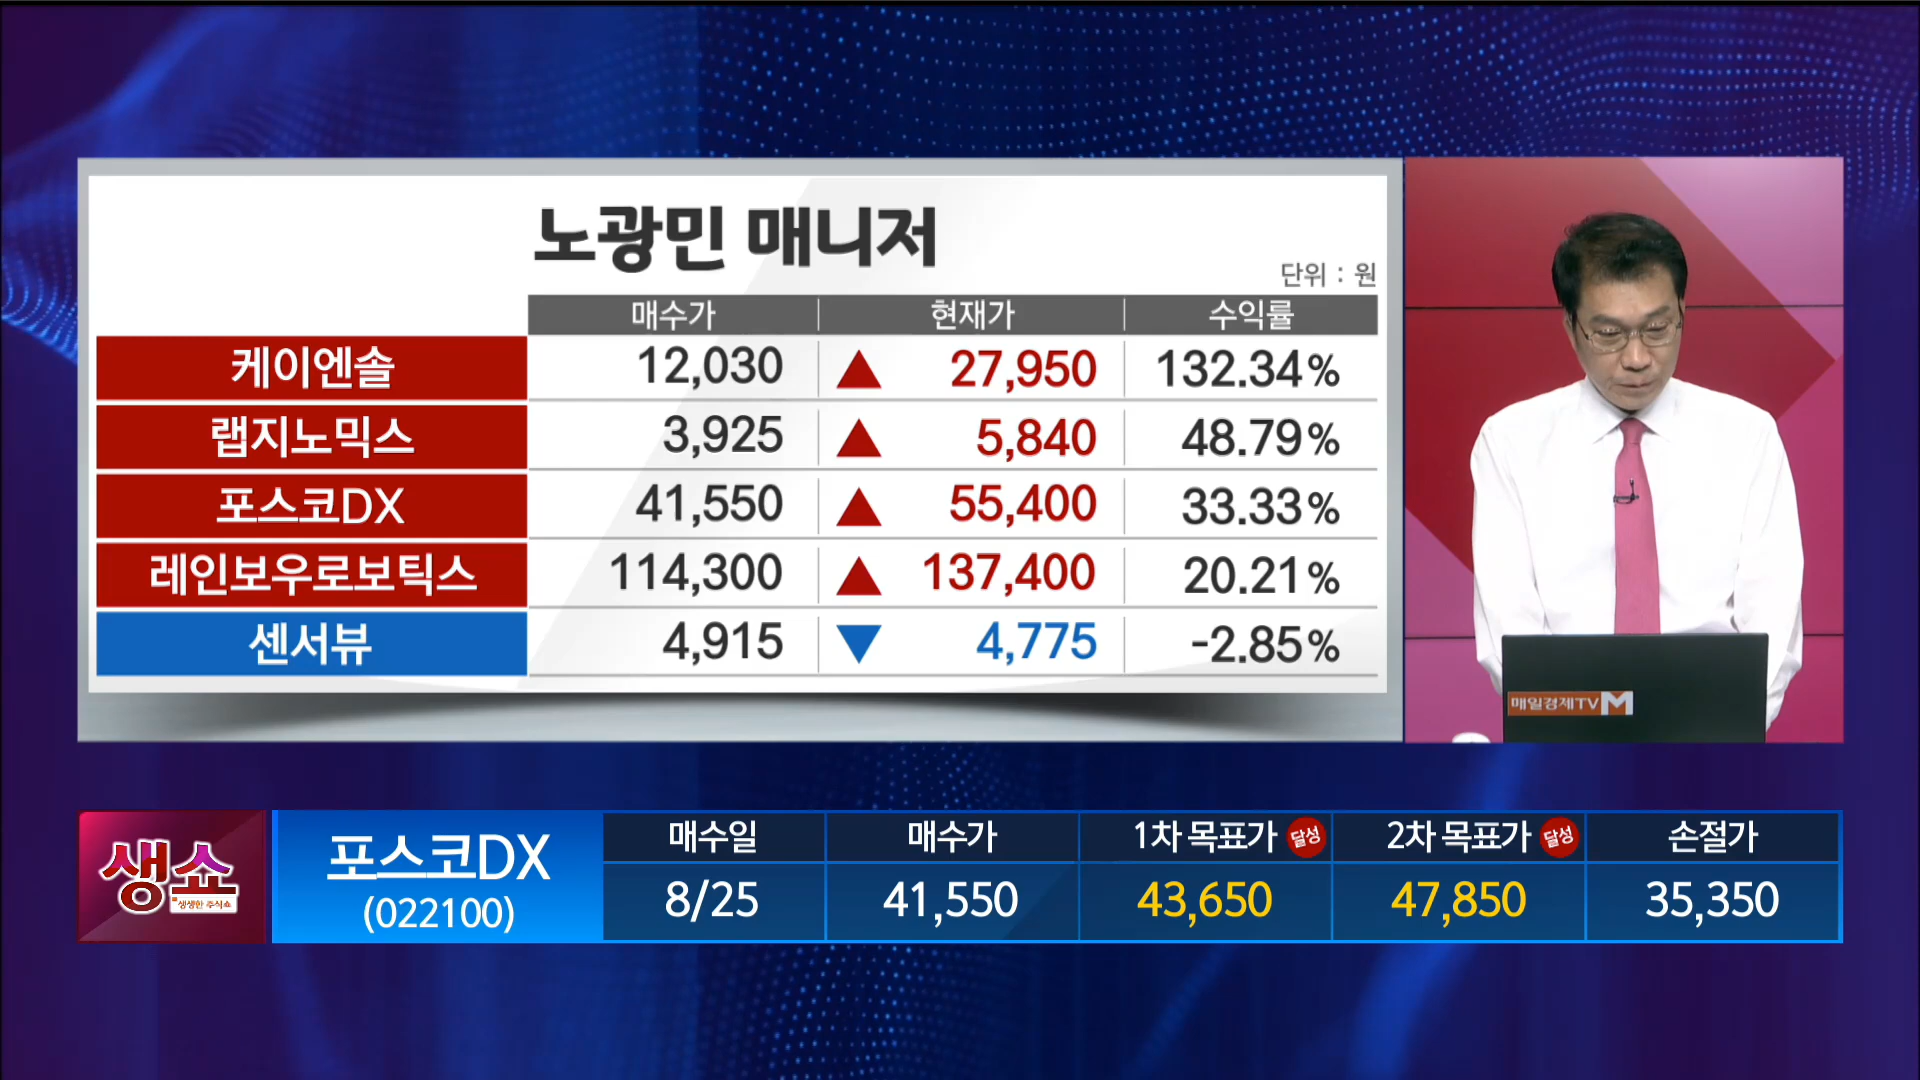 노광민 매니저
단위 : 원
매수가 현재가 수익률
케이엔솔 12,030 ▲ 27,950 132.34%
랩지노믹스 3,925 ▲ 5,840 48.79%
포스코DX 41,550 ▲ 55,400 33.33%
레인보우로보틱스 114,300 ▲ 137,400 20.21%
센서뷰 4,915 ▼ 4,775 -2.85%
매일경제TV M
생쇼
생생한 주식쇼
포스코DX
(022100)
매수일 매수가 1차 목표가 달성 2차 목표가 달성 손절가
8/25 41,550 43,650 47,850 35,350